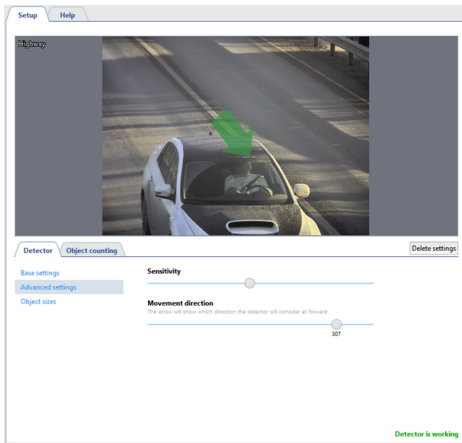 Setup
Help
Highway
Detector
Object counting
Delete settings
Base settings
Advanced settings
Object sizes
Sensitivity
Movement direction
The arrow will show which direction the detector will consider as forward
307
Detector is working